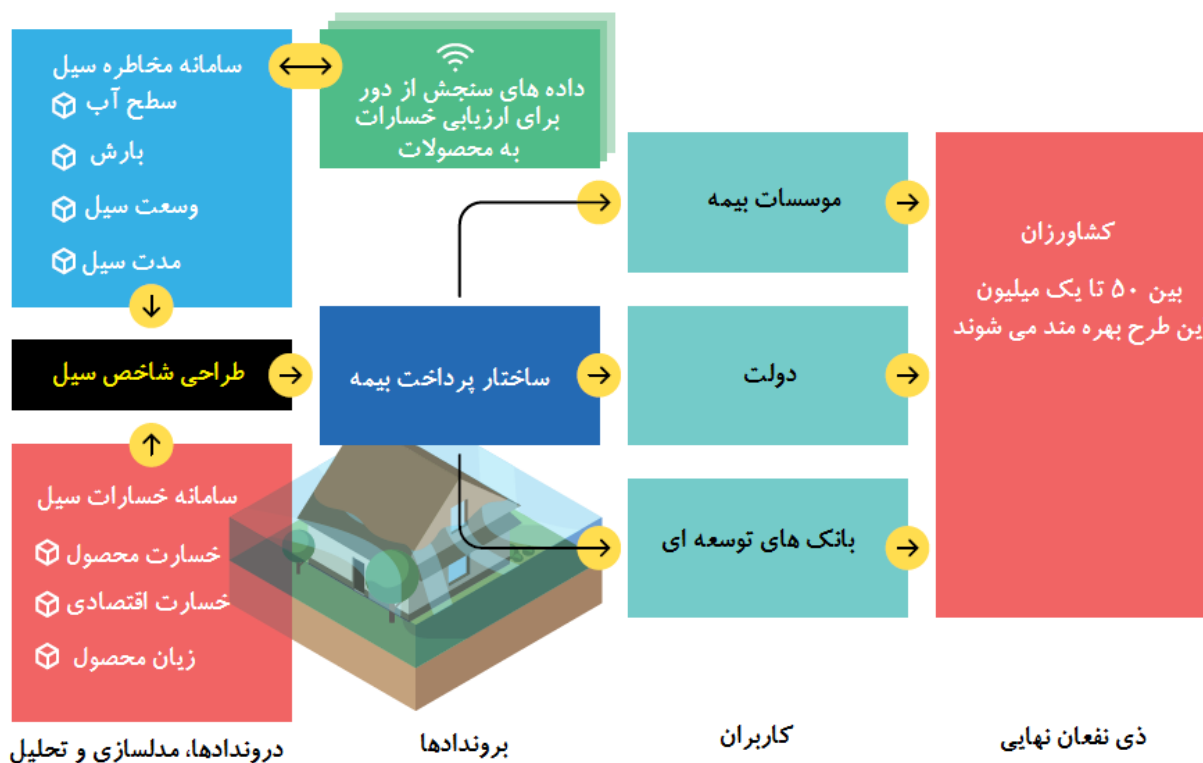 سامانه مخاطره سیل
سطح آب
بارش
وسعت سیل
مدت سیل
داده های سنجش از دور
برای ارزیابی خسارات
به محصولات
طراحی شاخص سیل
سامانه خسارات سیل
خسارت محصول
خسارت اقتصادی
زیان محصول
ساختار پرداخت بیمه
موسسات بیمه
دولت
بانک های توسعه ای
کشاورزان
بین ۵۰ تا یک میلیون
ین طرح بهره مند می شوند
دروندادها، مدلسازی و تحلیل
بروندادها
کاربران
ذی نفعان نهایی